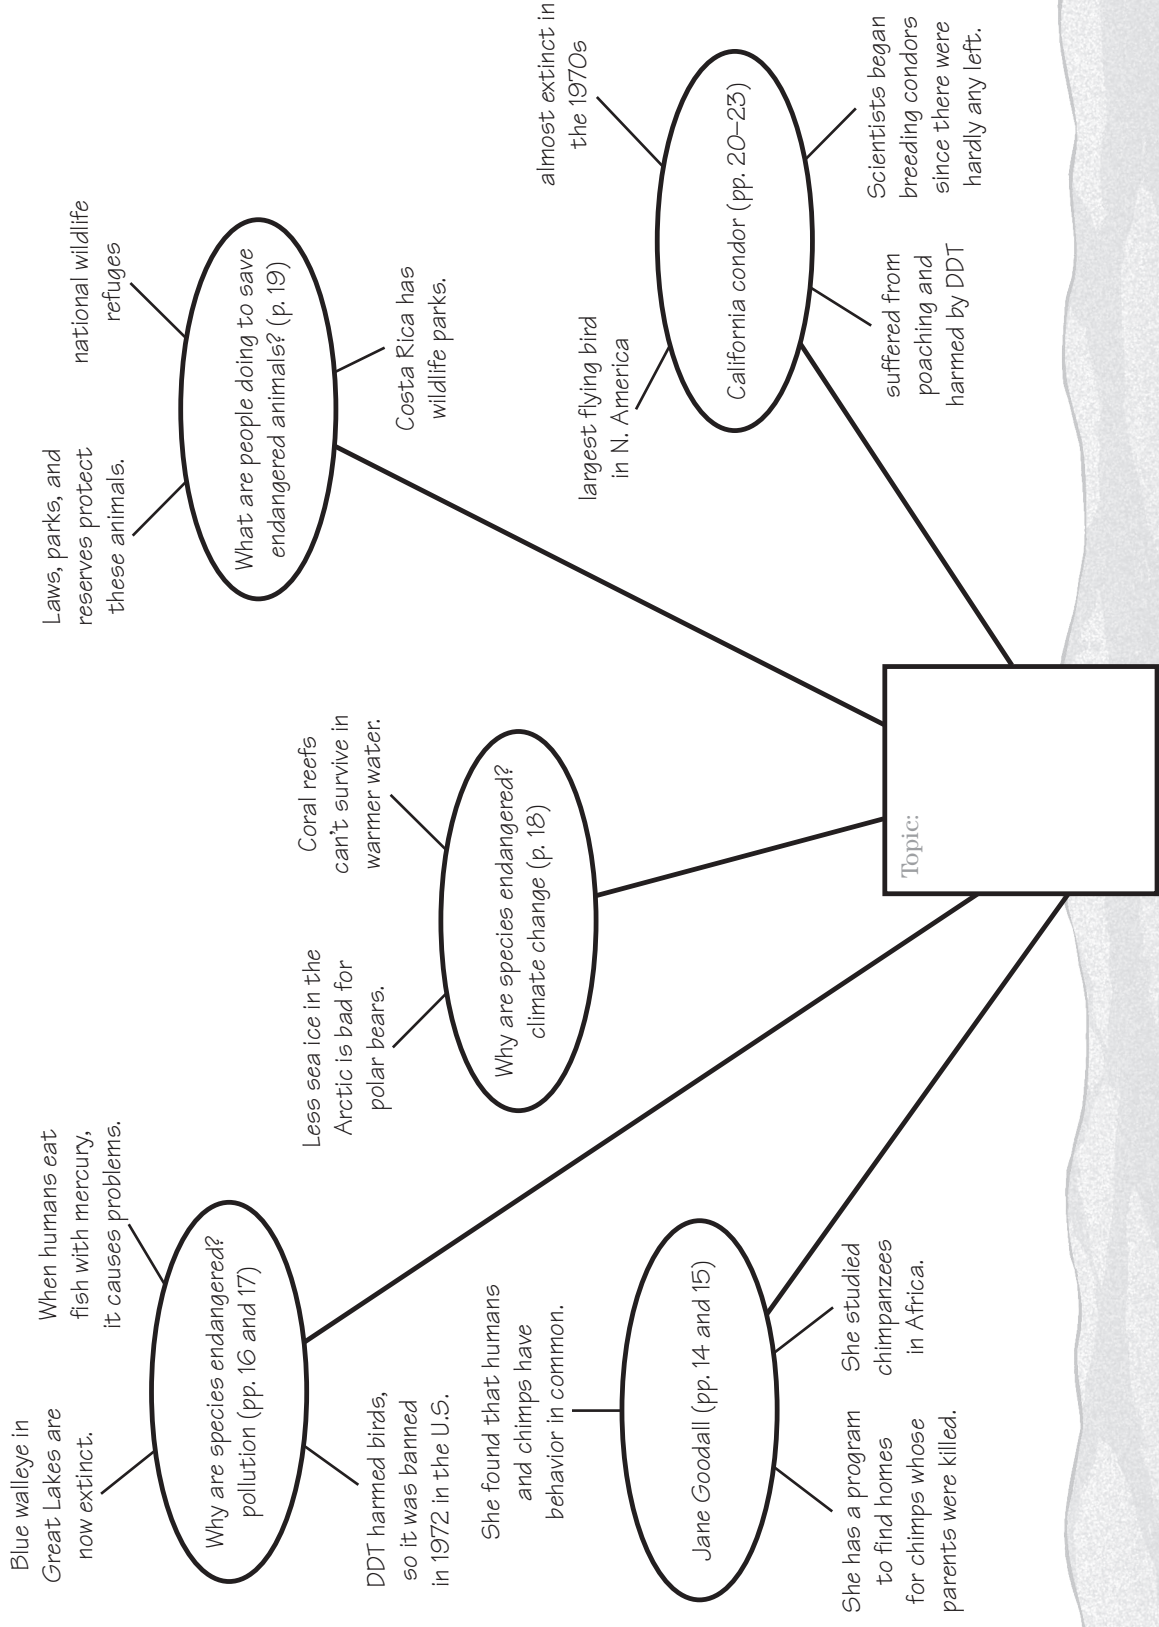 Blue walleye in
Great Lakes are
now extinct.
When humans eat
fish with mercury,
it causes problems.
Why are species endangered?
pollution (pp. 16 and 17)
DDT harmed birds,
so it was banned
in 1972 in the U.S.
Less sea ice in the
Arctic is bad for
polar bears.
Coral reefs
can't survive in
warmer water.
Why are species endangered?
climate change (p. 18)
Laws, parks, and
reserves protect
these animals.
national wildlife
refuges
What are people doing to save
endangered animals? (p. 19)
Costa Rica has
wildlife parks.
She found that humans
and chimps have
behavior in common.
Jane Goodall (pp. 14 and 15)
She has a program
to find homes
for chimps whose
parents were killed.
She studied
chimpanzees
in Africa.
largest flying bird
in N. America
almost extinct in
the 1970s
California condor (pp. 20–23)
suffered from
poaching and
harmed by DDT
Scientists began
breeding condors
since there were
hardly any left.
Topic: